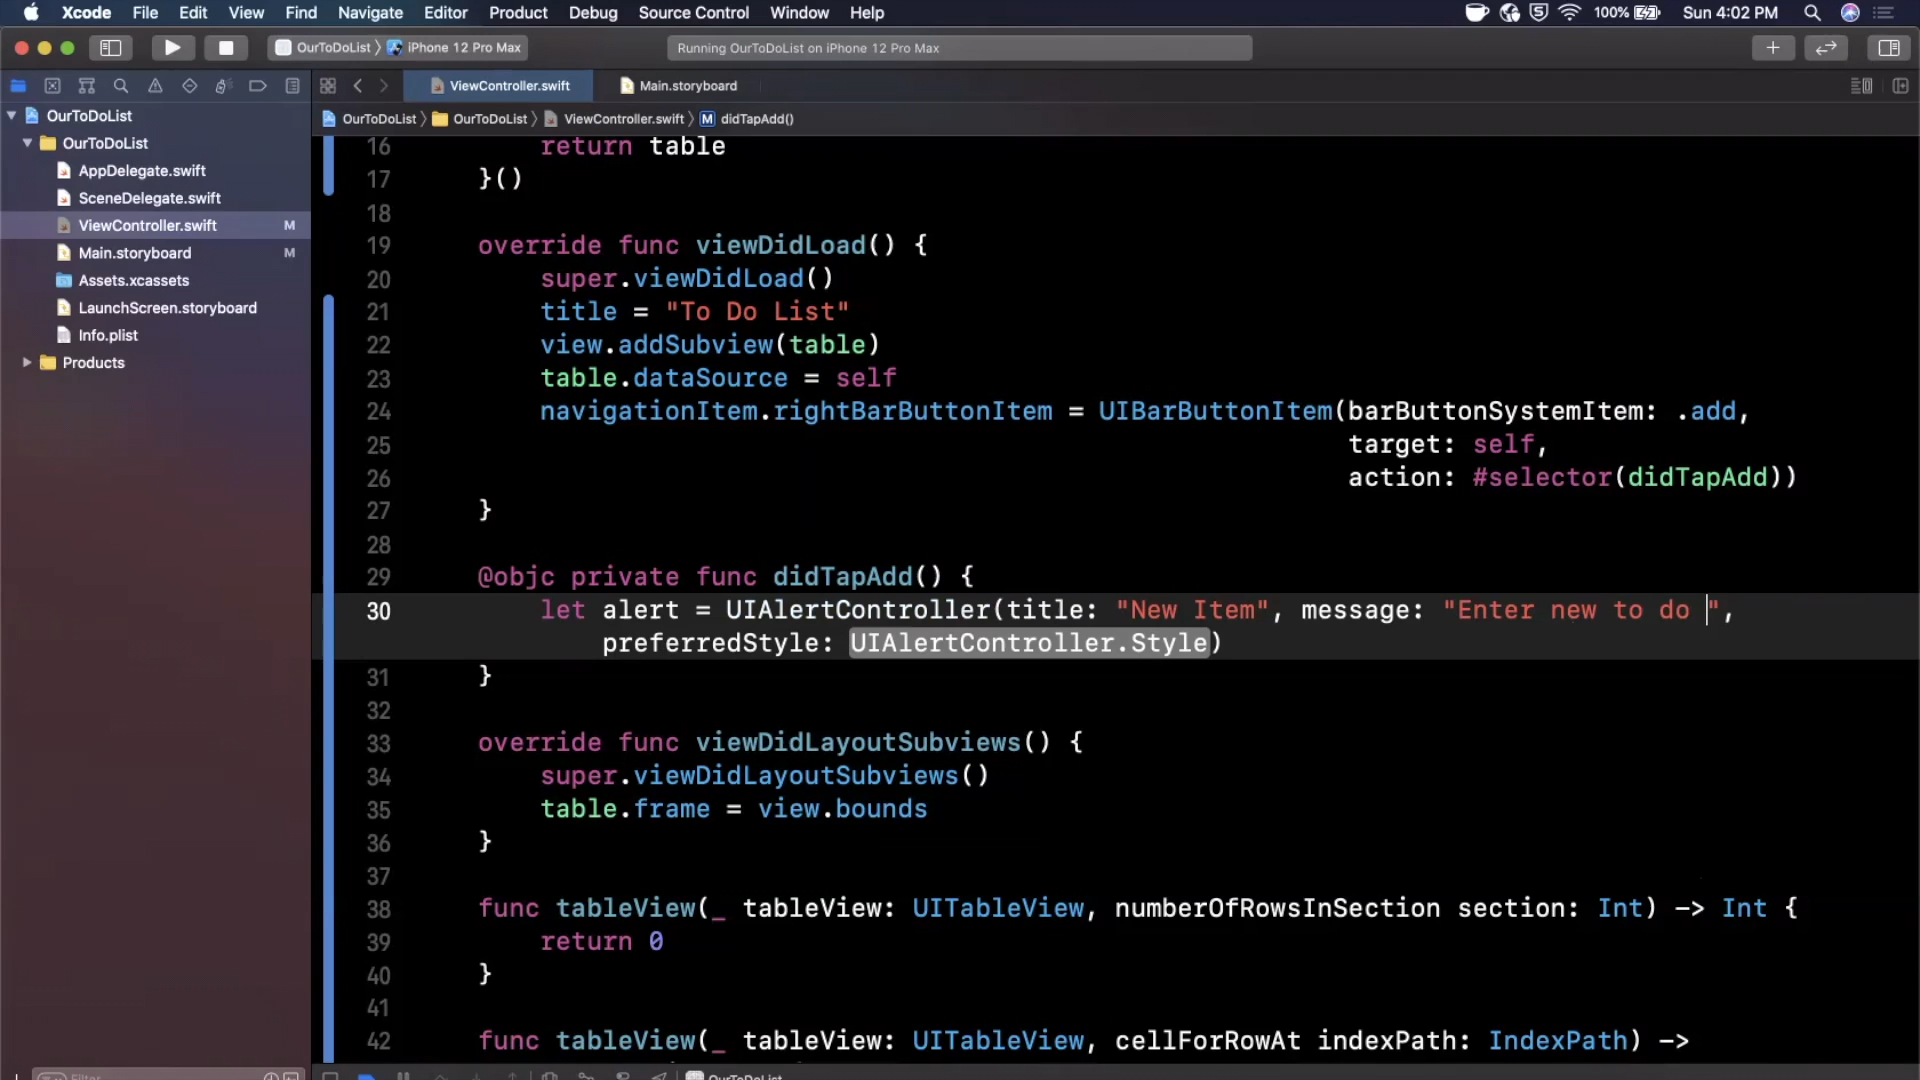 Xcode File Edit View Find Navigate Editor Product Debug Source Control Window Help 100% Sun 4:02 PM
OurToDoList 〉 iPhone 12 Pro Max Running OurToDoList on iPhone 12 Pro Max
ViewController.swift Main.storyboard
OurToDoList 〉 OurToDoList 〉 ViewController.swift 〉 M didTapAdd()
OurToDoList
OurToDoList
AppDelegate.swift
SceneDelegate.swift
ViewController.swift M
Main.storyboard M
Assets.xcassets
LaunchScreen.storyboard
Info.plist
Products
16 return table
17 }()
18
19 override func viewDidLoad() {
20 super.viewDidLoad()
21 title = "To Do List"
22 view.addSubview(table)
23 table.dataSource = self
24 navigationItem.rightBarButtonItem = UIBarButtonItem(barButtonSystemItem: .add,
25 target: self,
26 action: #selector(didTapAdd))
27 }
28
29 @objc private func didTapAdd() {
30 let alert = UIAlertController(title: "New Item", message: "Enter new to do ",
preferredStyle: UIAlertController.Style)
31 }
32
33 override func viewDidLayoutSubviews() {
34 super.viewDidLayoutSubviews()
35 table.frame = view.bounds
36 }
37
38 func tableView(_ tableView: UITableView, numberOfRowsInSection section: Int) -> Int {
39 return 0
40 }
41
42 func tableView(_ tableView: UITableView, cellForRowAt indexPath: IndexPath) ->
Filter
OurToDoList